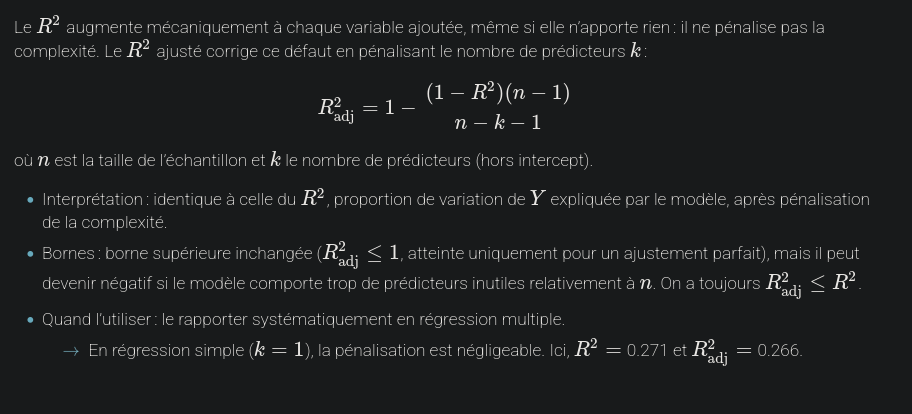 Le R² augmente mécaniquement à chaque variable ajoutée, même si elle n’apporte rien : il ne pénalise pas la
complexité. Le R² ajusté corrige ce défaut en pénalisant le nombre de prédicteurs k :
R²adj = 1 − (1 − R²)(n − 1)
n − k − 1
où n est la taille de l’échantillon et k le nombre de prédicteurs (hors intercept).
• Interprétation : identique à celle du R², proportion de variation de Y expliquée par le modèle, après pénalisation
de la complexité.
• Bornes : borne supérieure inchangée (R²adj ≤ 1, atteinte uniquement pour un ajustement parfait), mais il peut
devenir négatif si le modèle comporte trop de prédicteurs inutiles relativement à n. On a toujours R²adj ≤ R².
• Quand l’utiliser : le rapporter systématiquement en régression multiple.
→ En régression simple (k = 1), la pénalisation est négligeable. Ici, R² = 0.271 et R²adj = 0.266.